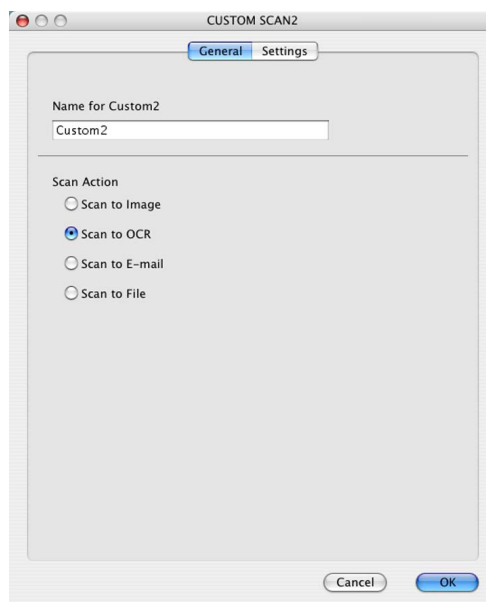 CUSTOM SCAN2
General Settings
Name for Custom2
Custom2
Scan Action
Scan to Image
Scan to OCR
Scan to E-mail
Scan to File
Cancel OK